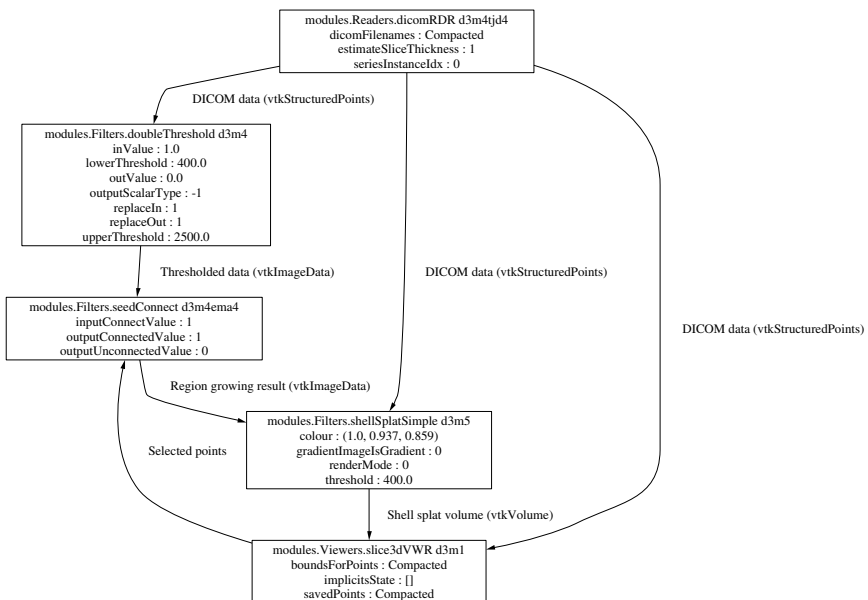 modules.Readers.dicomRDR d3m4tjd4
dicomFilenames : Compacted
estimateSliceThickness : 1
seriesInstanceIdx : 0
DICOM data (vtkStructuredPoints)
modules.Filters.doubleThreshold d3m4
inValue : 1.0
lowerThreshold : 400.0
outValue : 0.0
outputScalarType : -1
replaceIn : 1
replaceOut : 1
upperThreshold : 2500.0
Thresholded data (vtkImageData)
DICOM data (vtkStructuredPoints)
modules.Filters.seedConnect d3m4ema4
inputConnectValue : 1
outputConnectedValue : 1
outputUnconnectedValue : 0
DICOM data (vtkStructuredPoints)
Region growing result (vtkImageData)
modules.Filters.shellSplatSimple d3m5
colour : (1.0, 0.937, 0.859)
gradientImageIsGradient : 0
renderMode : 0
threshold : 400.0
Selected points
Shell splat volume (vtkVolume)
modules.Viewers.slice3dVWR d3m1
boundsForPoints : Compacted
implicitsState : []
savedPoints : Compacted